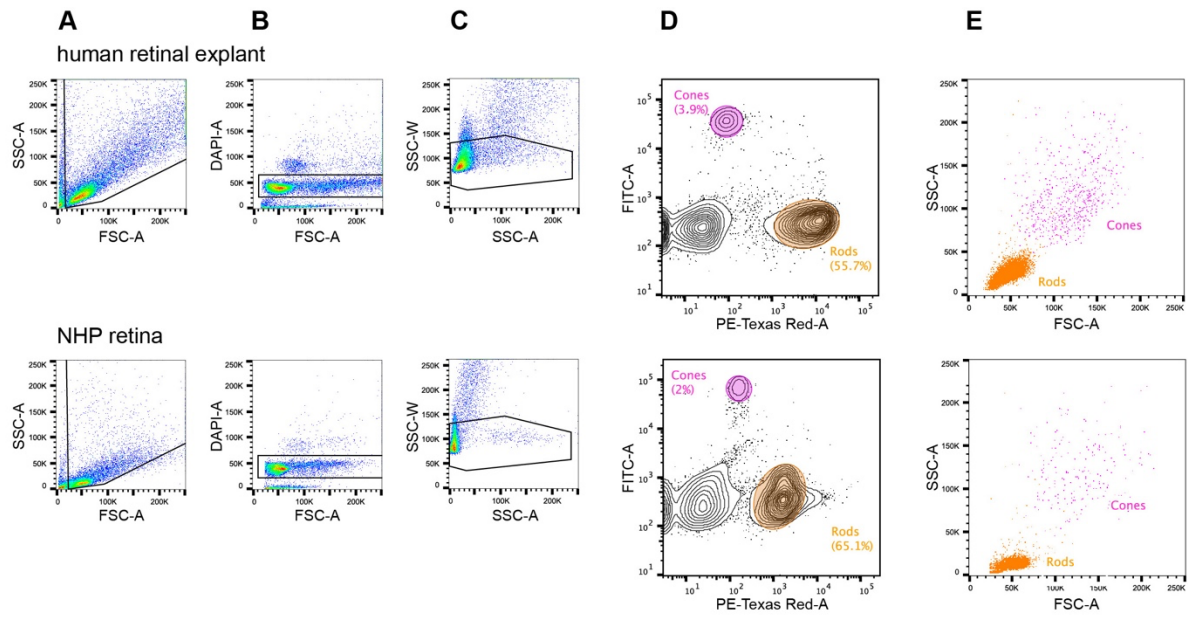 A
B
C
D
E
human retinal explant
SSC-A
250K
200K
150K
100K
50K
0
0
100K
200K
FSC-A
DAPI-A
250K
200K
150K
100K
50K
0
0
100K
200K
FSC-A
SSC-W
250K
200K
150K
100K
50K
0
0
100K
200K
SSC-A
FITC-A
10^5
10^4
10^3
10^2
10^1
Cones
(3.9%)
Rods
(55.7%)
10^1
10^2
10^3
10^4
10^5
PE-Texas Red-A
SSC-A
250K
200K
150K
100K
50K
0
Cones
Rods
0
50K
100K
150K
200K
250K
FSC-A
NHP retina
SSC-A
250K
200K
150K
100K
50K
0
0
100K
200K
FSC-A
DAPI-A
250K
200K
150K
100K
50K
0
0
100K
200K
FSC-A
SSC-W
250K
200K
150K
100K
50K
0
0
100K
200K
SSC-A
FITC-A
10^5
10^4
10^3
10^2
10^1
Cones
(2%)
Rods
(65.1%)
10^1
10^2
10^3
10^4
10^5
PE-Texas Red-A
SSC-A
250K
200K
150K
100K
50K
0
Cones
Rods
0
50K
100K
150K
200K
250K
FSC-A